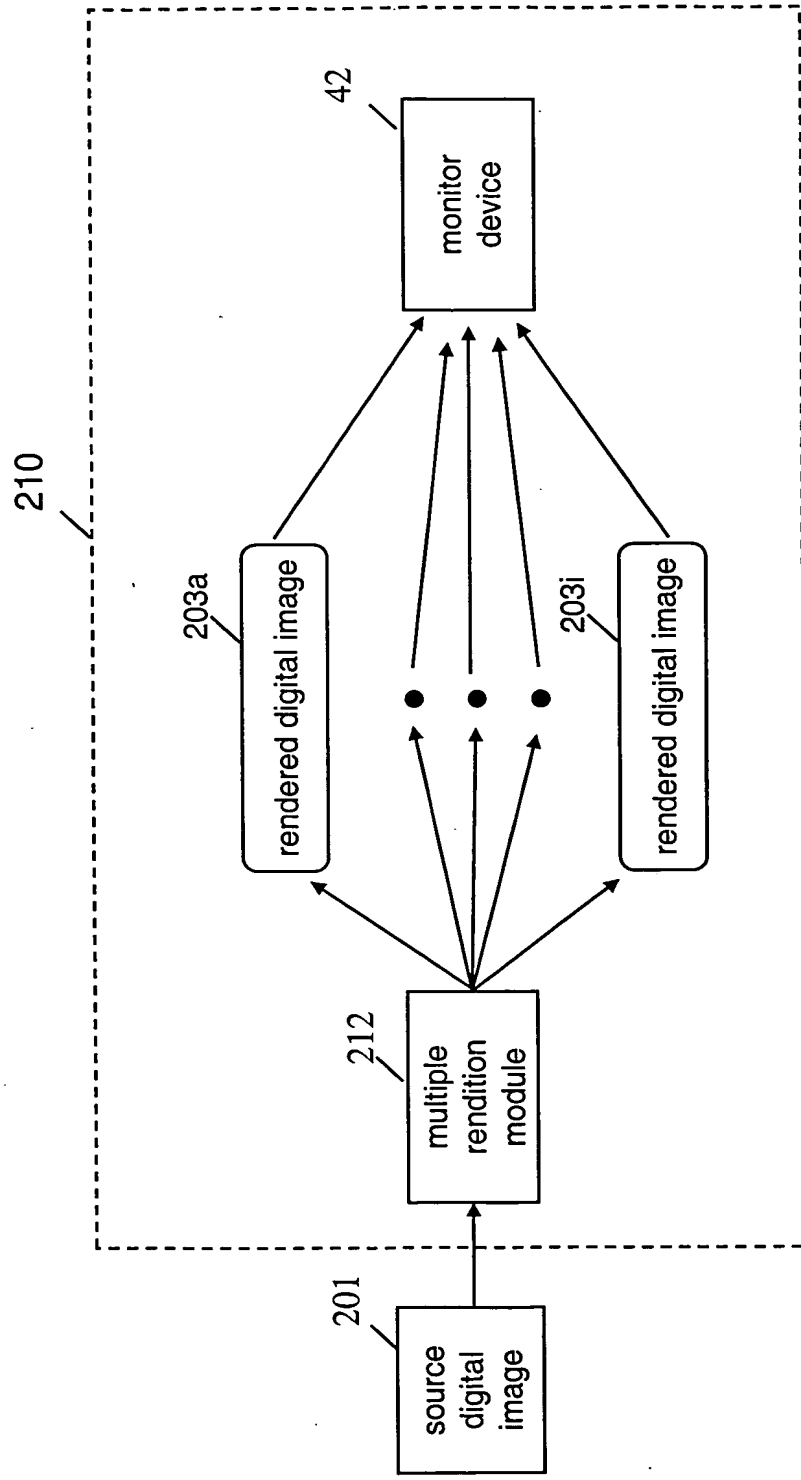 210
201
source
digital
image
212
multiple
rendition
module
203a
rendered digital image
203i
rendered digital image
42
monitor
device